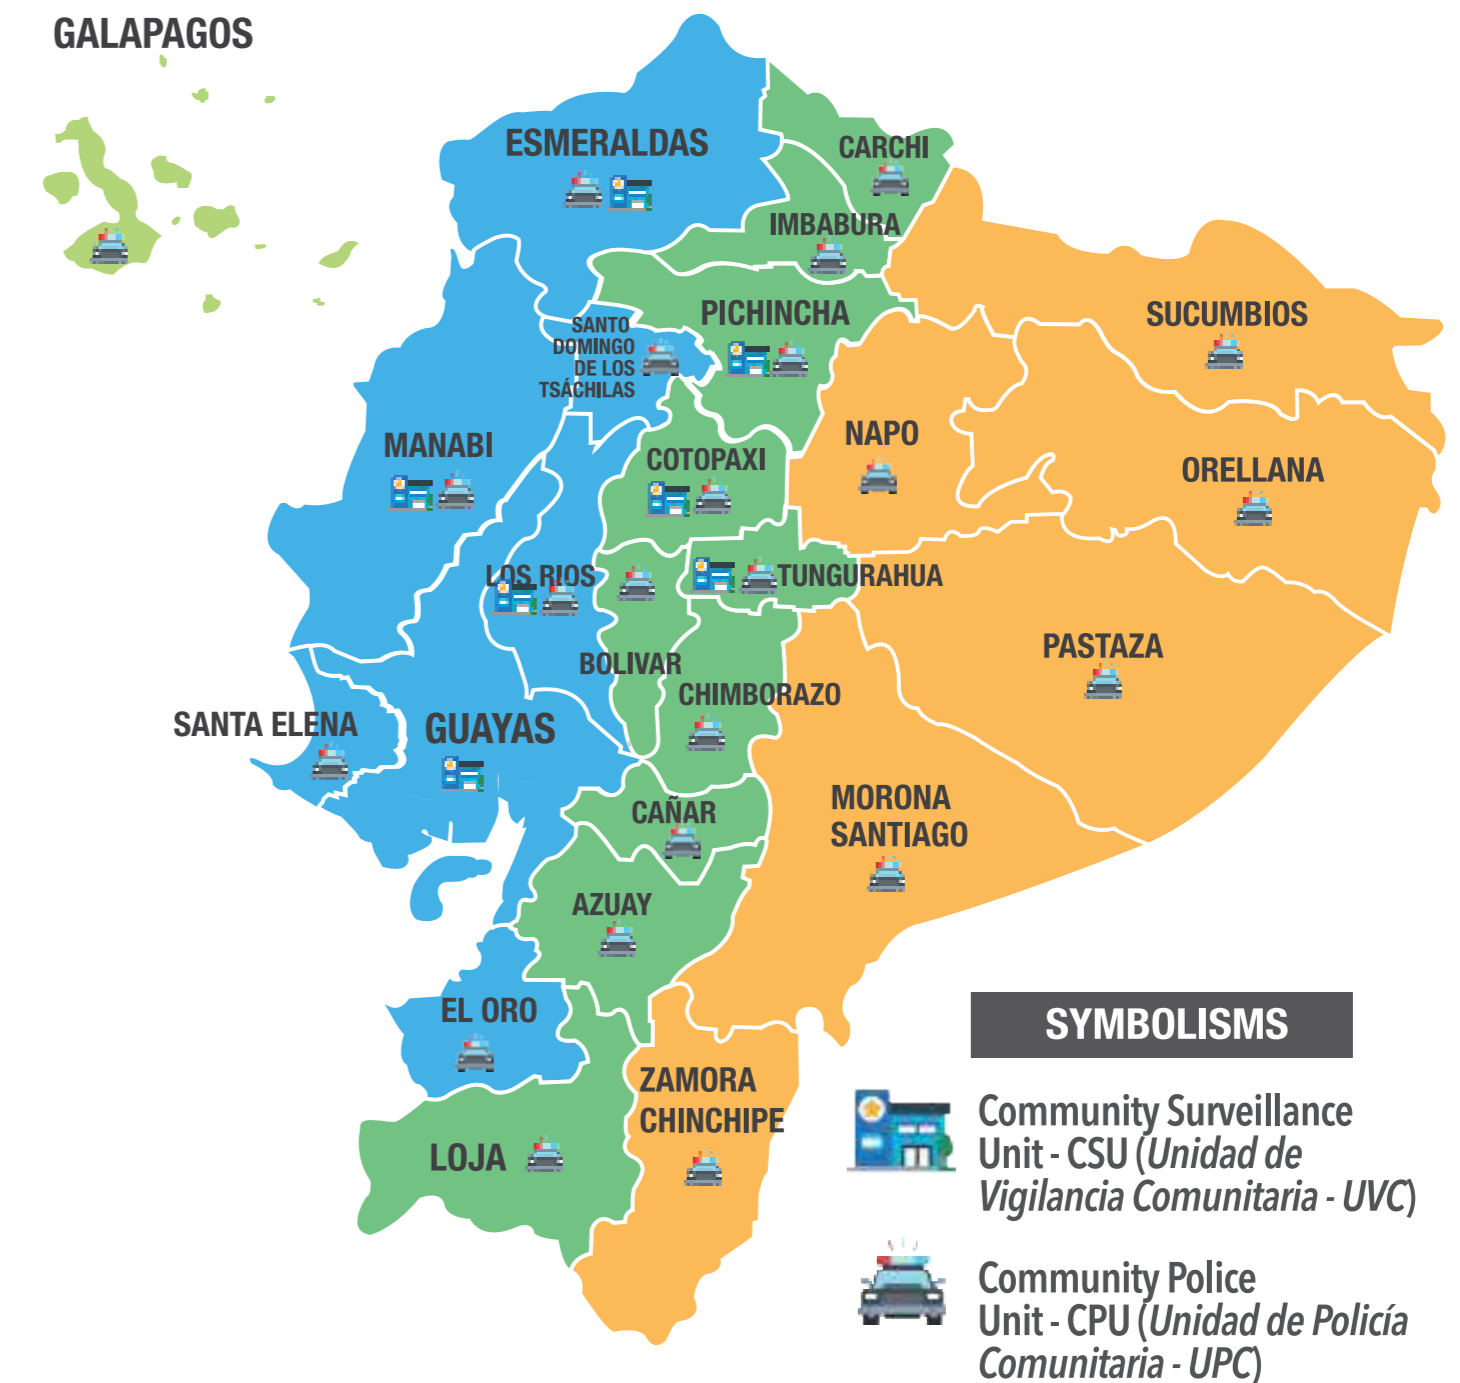 GALAPAGOS
ESMERALDAS
CARCHI
IMBABURA
PICHINCHA
SUCUMBIOS
SANTO
DOMINGO
DE LOS
TSÁCHILAS
NAPO
MANABI
COTOPAXI
ORELLANA
LOS RIOS
TUNGURAHUA
PASTAZA
BOLIVAR
CHIMBORAZO
SANTA ELENA
GUAYAS
MORONA
SANTIAGO
CAÑAR
AZUAY
EL ORO
ZAMORA
CHINCHIPE
LOJA
SYMBOLISMS
Community Surveillance
Unit - CSU (Unidad de
Vigilancia Comunitaria - UVC)
Community Police
Unit - CPU (Unidad de Policía
Comunitaria - UPC)